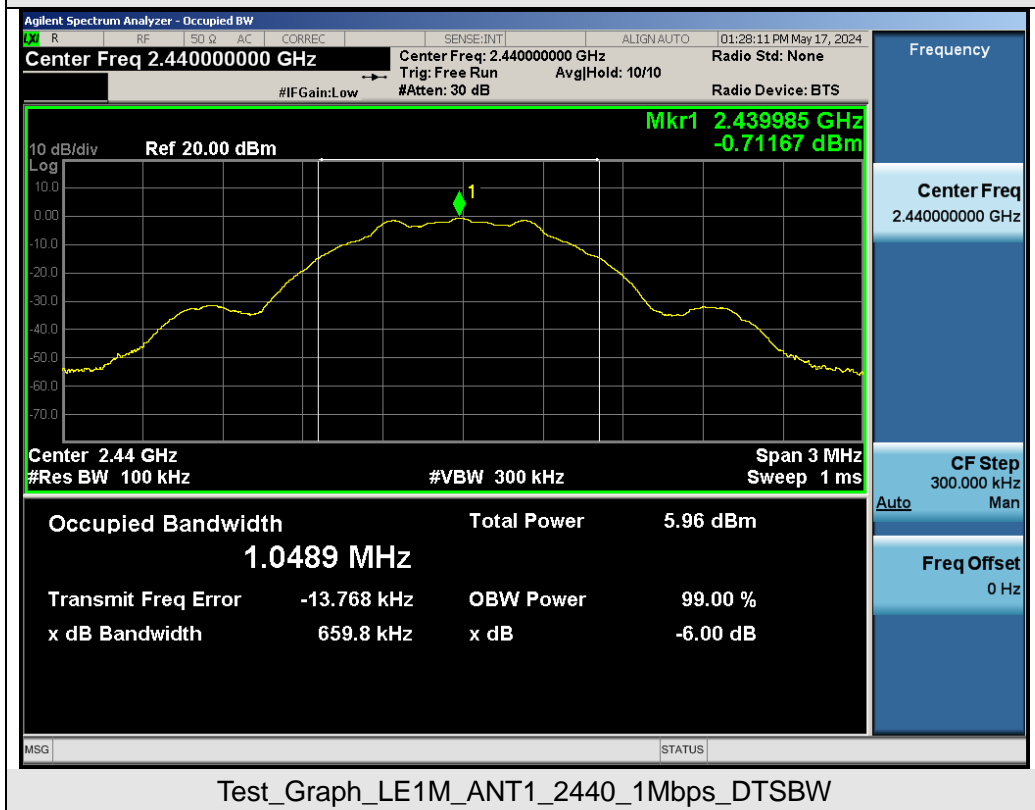 Agilent Spectrum Analyzer - Occupied BW
LXI R RF 50 Ω AC CORREC SENSE:INT ALIGN AUTO 01:28:11 PM May 17, 2024
Center Freq 2.440000000 GHz
Center Freq: 2.440000000 GHz Radio Std: None
Trig: Free Run Avg|Hold: 10/10
#IFGain:Low #Atten: 30 dB Radio Device: BTS
Mkr1 2.439985 GHz
-0.71167 dBm
10 dB/div Ref 20.00 dBm
Log
10.0
0.00
-10.0
-20.0
-30.0
-40.0
-50.0
-60.0
-70.0
1
Center 2.44 GHz Span 3 MHz
#Res BW 100 kHz #VBW 300 kHz Sweep 1 ms
Occupied Bandwidth Total Power 5.96 dBm
1.0489 MHz
Transmit Freq Error -13.768 kHz OBW Power 99.00 %
x dB Bandwidth 659.8 kHz x dB -6.00 dB
Frequency
Center Freq
2.440000000 GHz
CF Step
300.000 kHz
Auto Man
Freq Offset
0 Hz
MSG STATUS
Test_Graph_LE1M_ANT1_2440_1Mbps_DTSBW